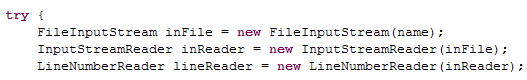 try {
    FileInputStream inFile = new FileInputStream(name);
    InputStreamReader inReader = new InputStreamReader(inFile);
    LineNumberReader lineReader = new LineNumberReader(inReader);